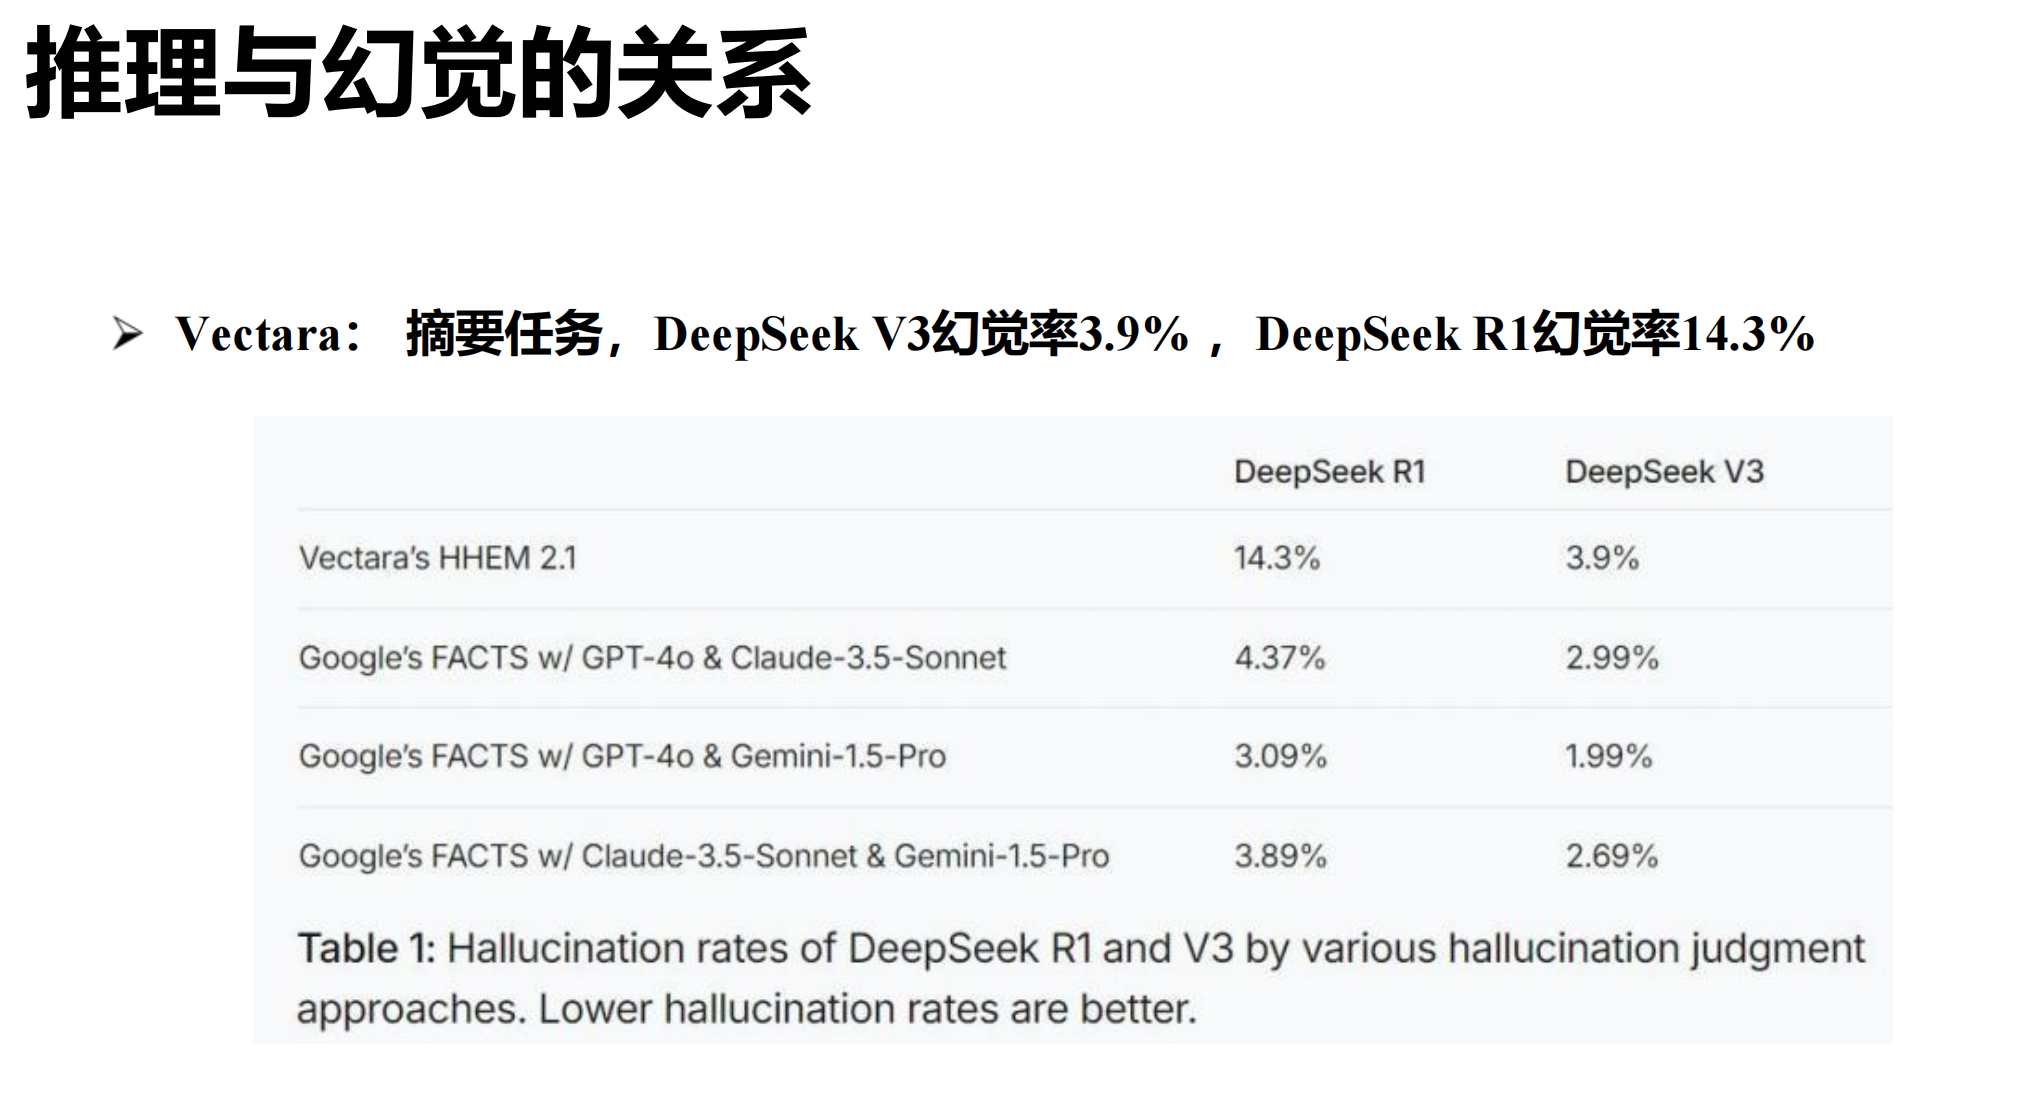 推理与幻觉的关系
➢ Vectara： 摘要任务，DeepSeek V3幻觉率3.9% ，DeepSeek R1幻觉率14.3%
DeepSeek R1 DeepSeek V3
Vectara’s HHEM 2.1 14.3% 3.9%
Google’s FACTS w/ GPT-4o & Claude-3.5-Sonnet 4.37% 2.99%
Google’s FACTS w/ GPT-4o & Gemini-1.5-Pro 3.09% 1.99%
Google’s FACTS w/ Claude-3.5-Sonnet & Gemini-1.5-Pro 3.89% 2.69%
Table 1: Hallucination rates of DeepSeek R1 and V3 by various hallucination judgment
approaches. Lower hallucination rates are better.